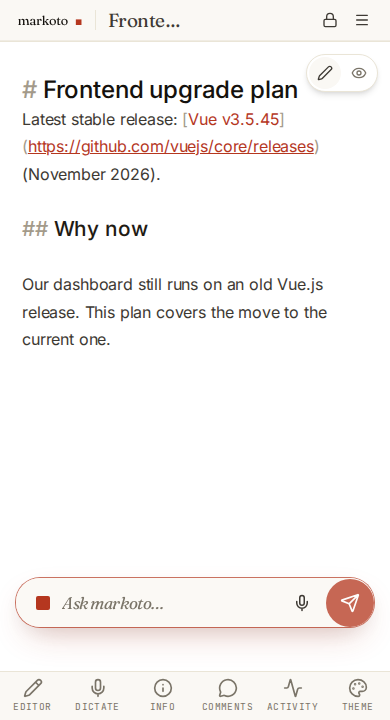 markoto
Fronte...
# Frontend upgrade plan
Latest stable release: [Vue v3.5.45]
(https://github.com/vuejs/core/releases)
(November 2026).
## Why now
Our dashboard still runs on an old Vue.js
release. This plan covers the move to the
current one.
Ask markoto...
EDITOR DICTATE INFO COMMENTS ACTIVITY THEME